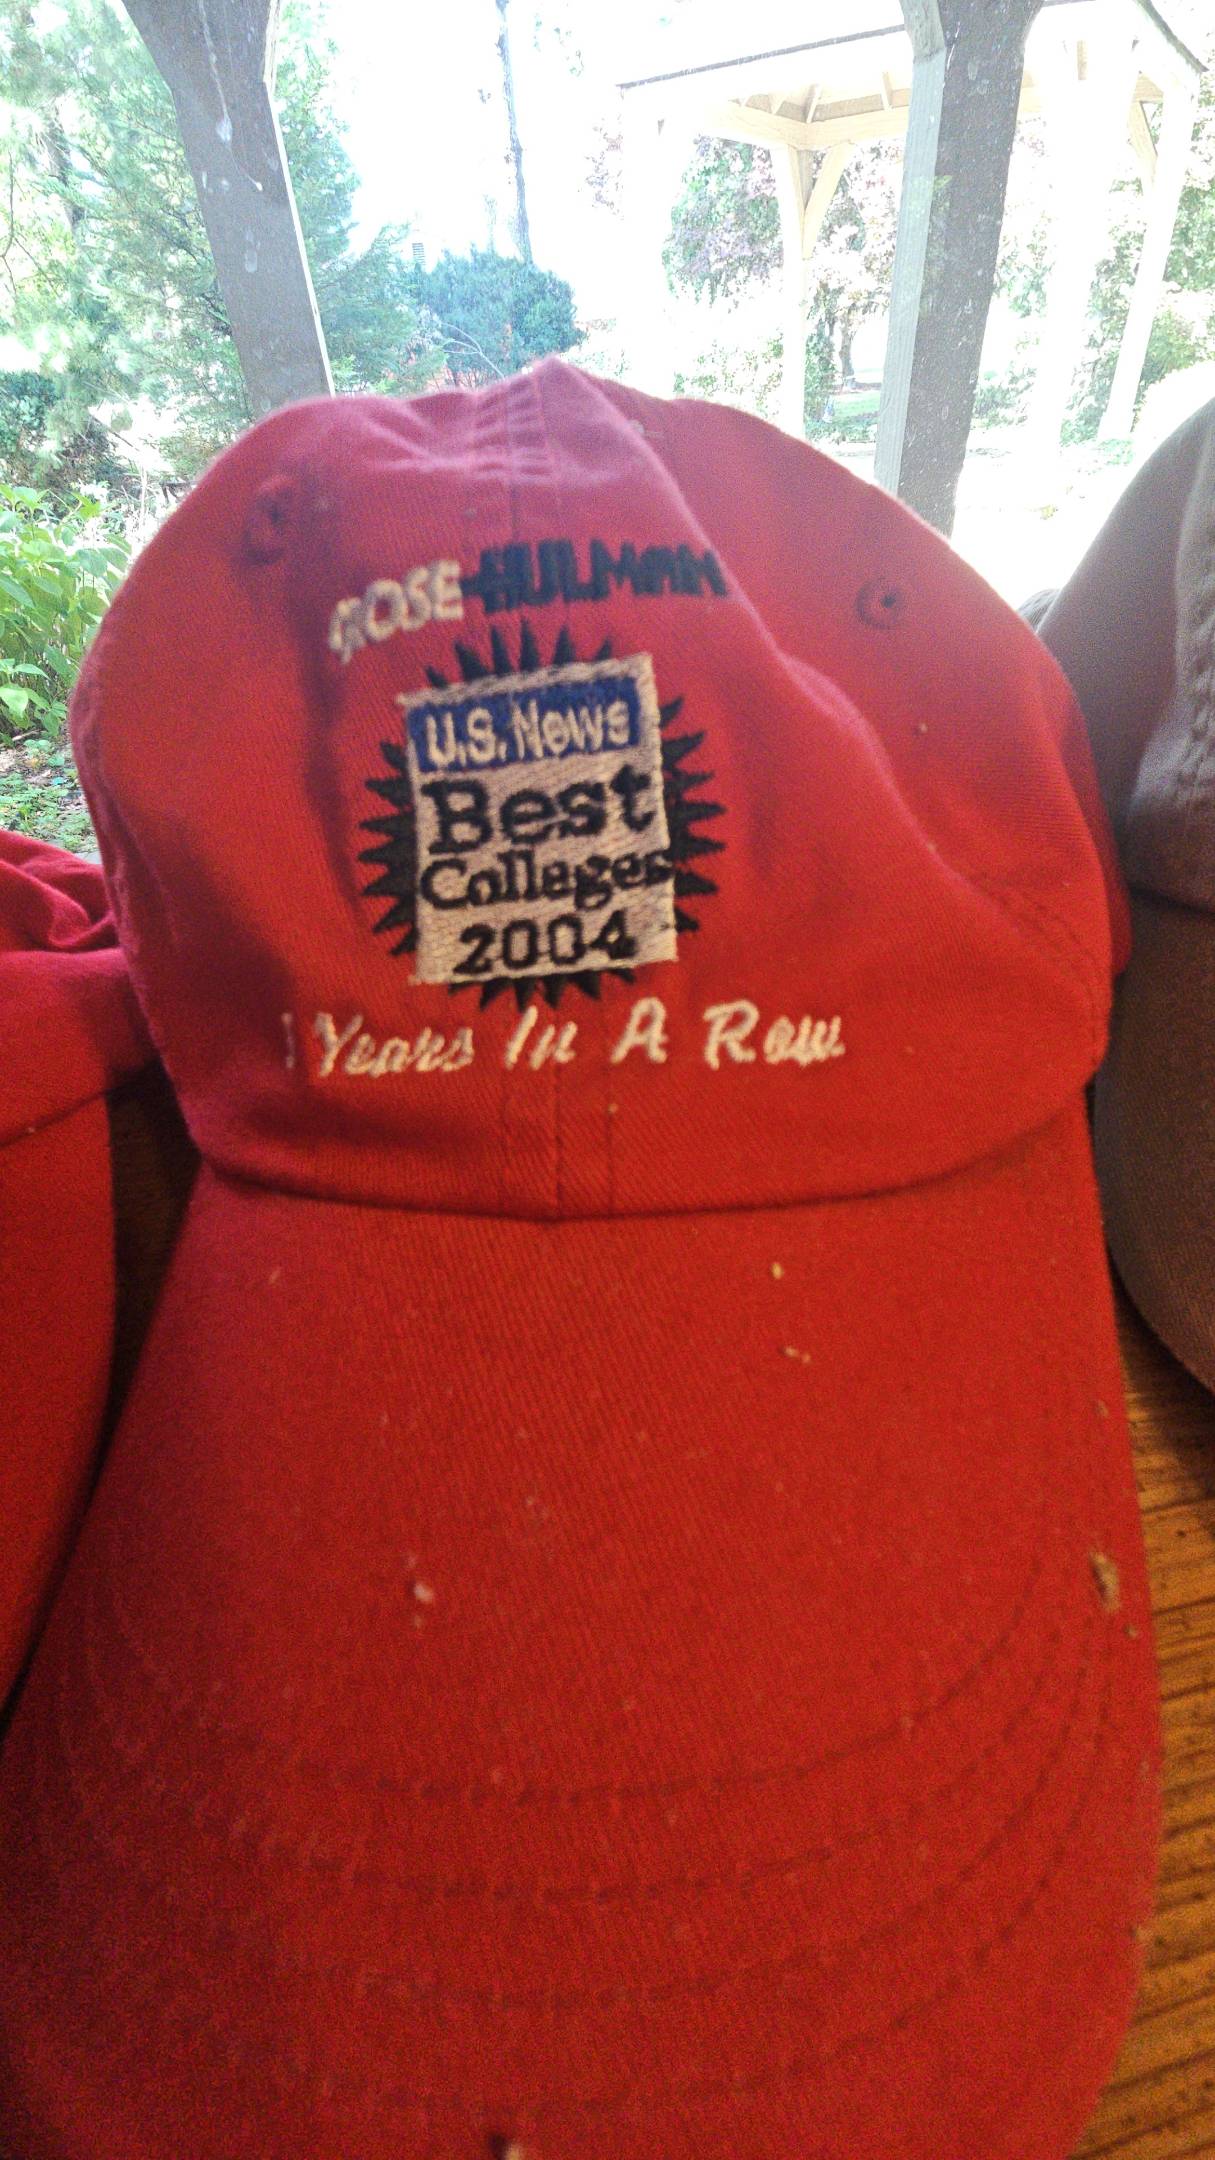 ROSE-HULMAN
U.S. News
Best
Colleges
2004
Years In A Row